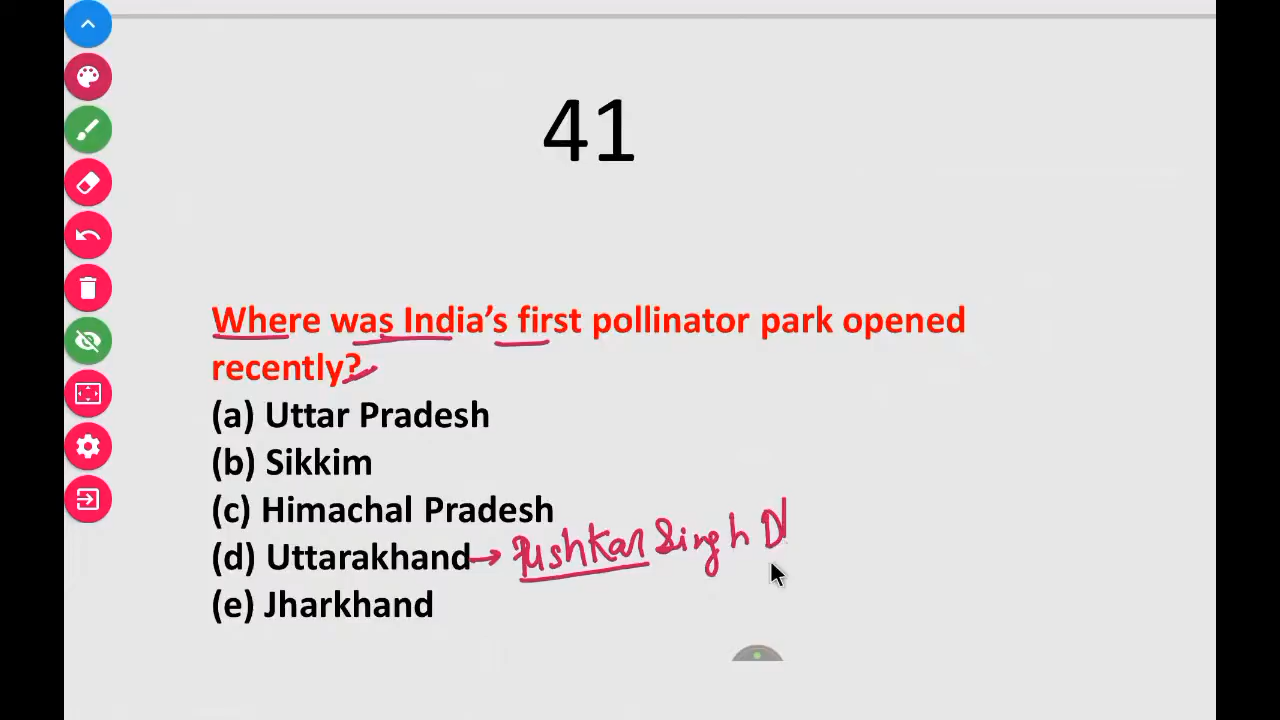 41
Where was India's first pollinator park opened
recently?
(a) Uttar Pradesh
(b) Sikkim
(c) Himachal Pradesh
(d) Uttarakhand → Pushkar Singh D
(e) Jharkhand